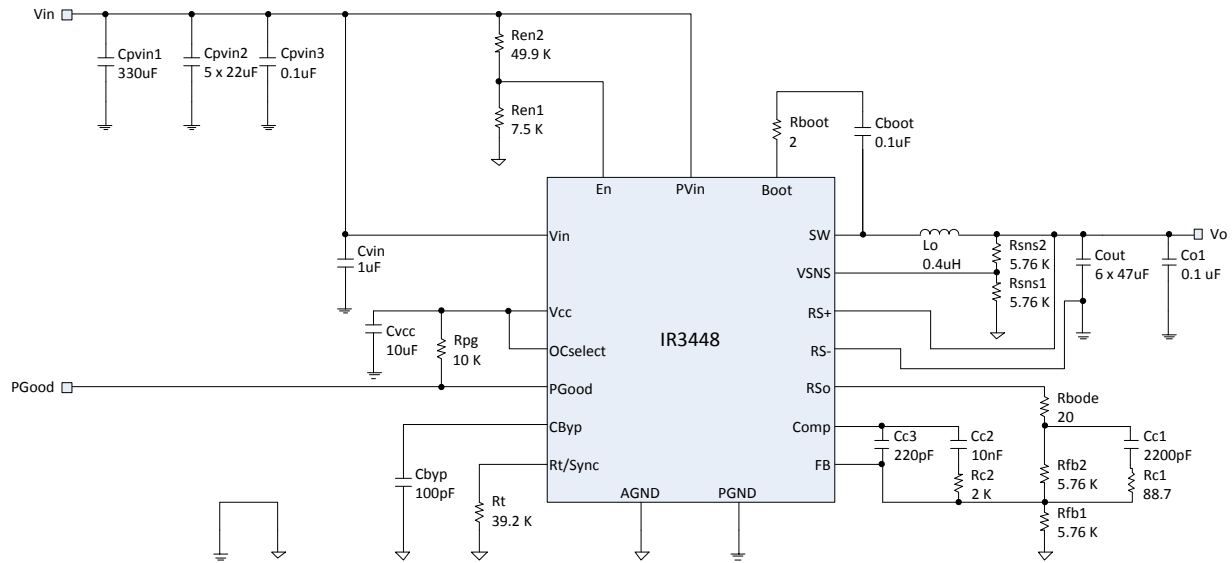 Vin
Cpvin1
330uF
Cpvin2
5 x 22uF
Cpvin3
0.1uF
Ren2
49.9 K
Ren1
7.5 K
Rboot
2
Cboot
0.1uF
En
PVin
Boot
Vin
Cvin
1uF
SW
Lo
0.4uH
Vo
Rsns2
5.76 K
Rsns1
5.76 K
Cout
6 x 47uF
Co1
0.1 uF
VSNS
Vcc
Cvcc
10uF
Rpg
10 K
OCselect
RS+
RS-
IR3448
PGood
PGood
RSo
Rbode
20
CByp
Cbyp
100pF
Comp
Cc3
220pF
Cc2
10nF
Cc1
2200pF
Rt/Sync
Rt
39.2 K
FB
Rc2
2 K
Rfb2
5.76 K
Rc1
88.7
Rfb1
5.76 K
AGND
PGND